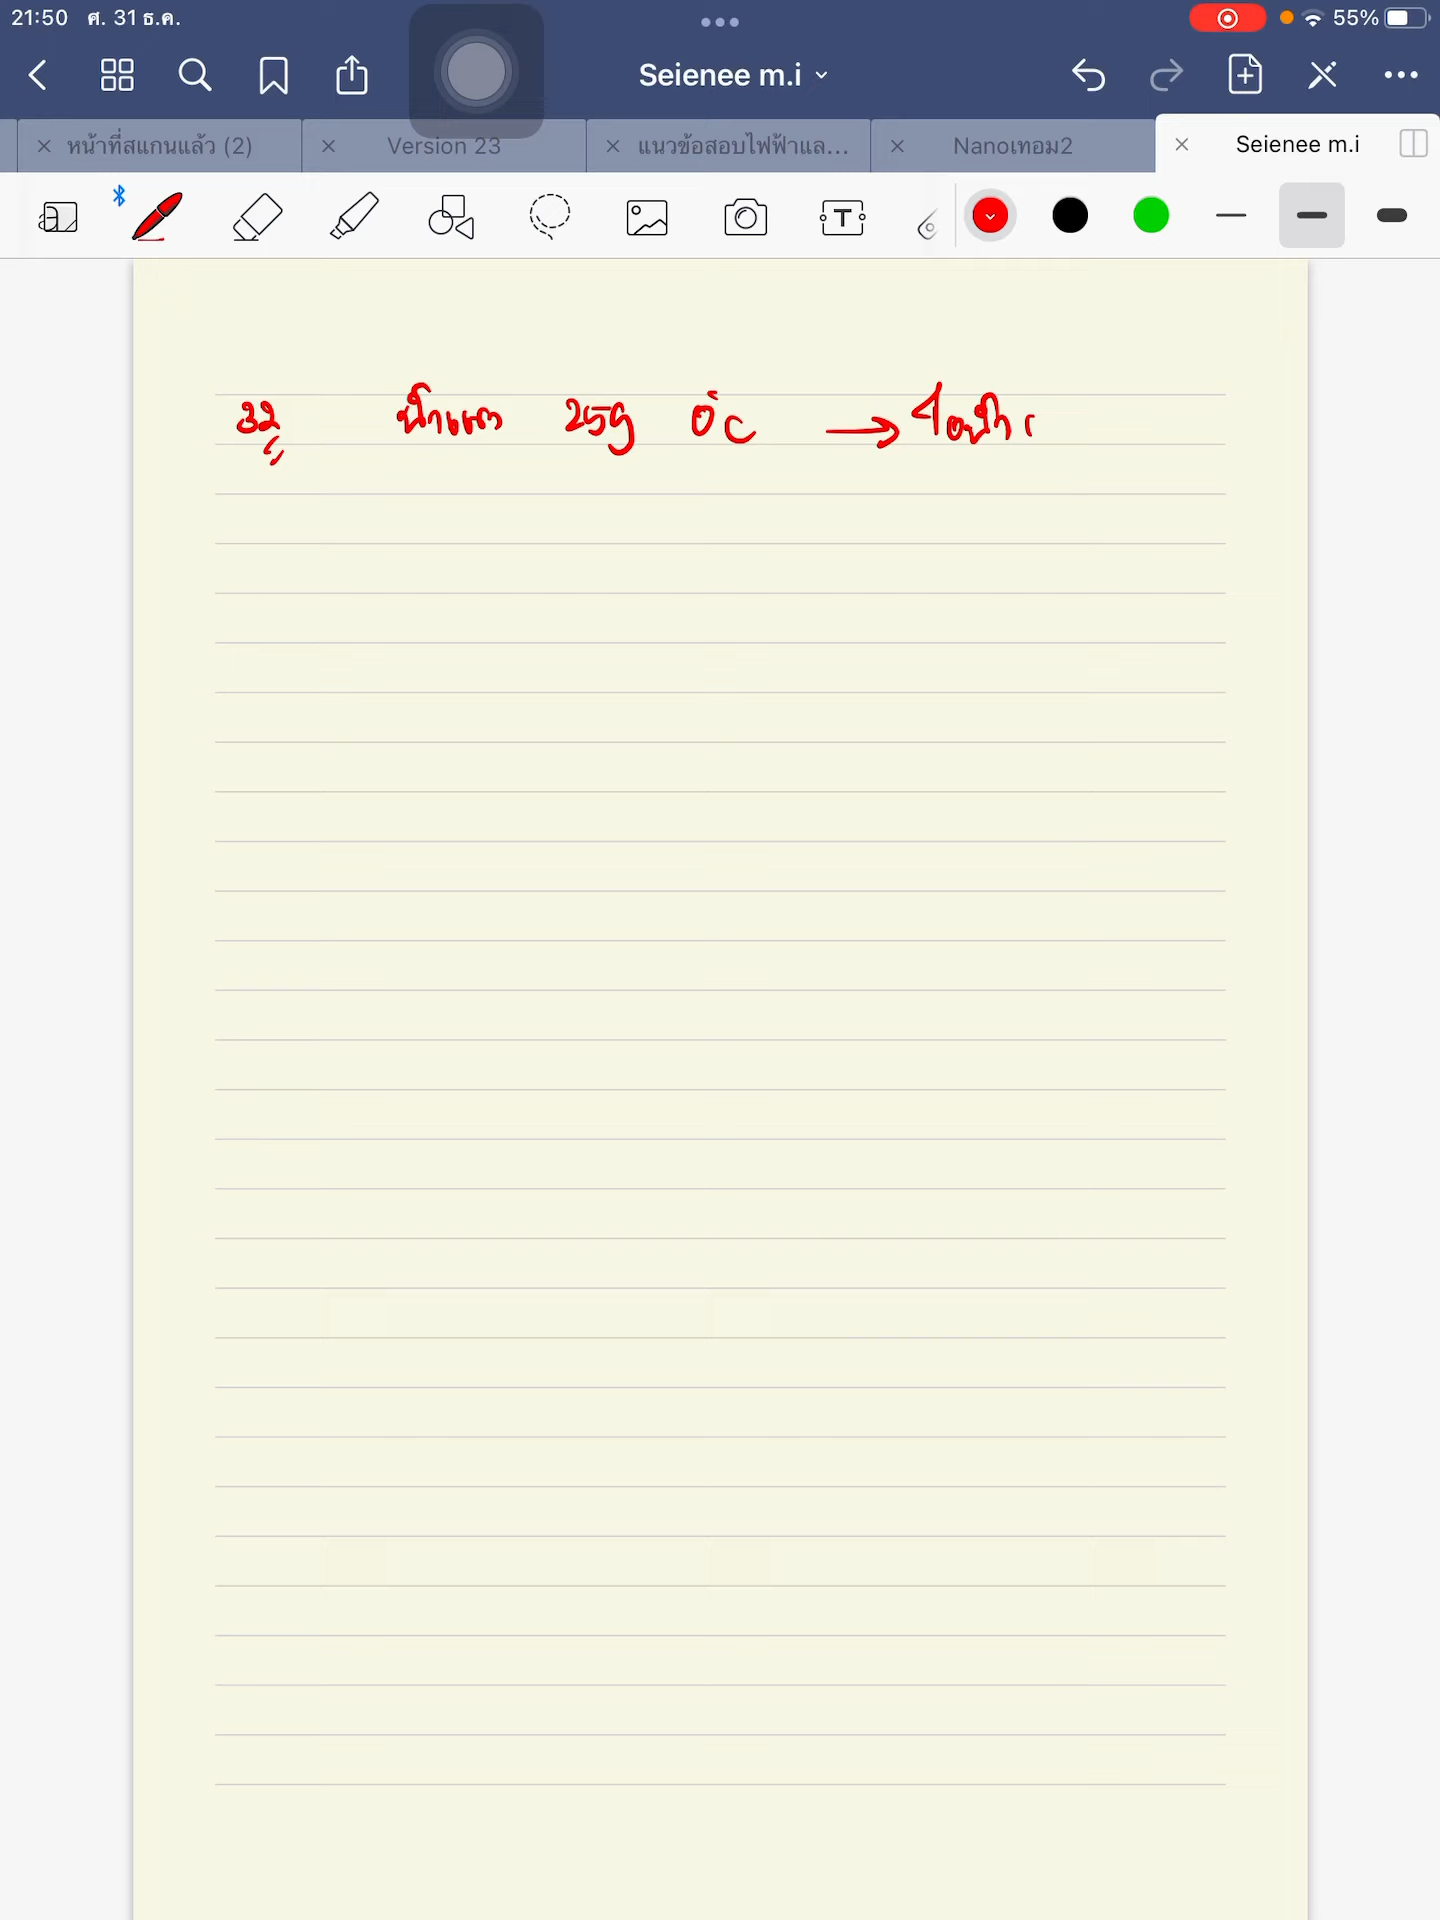 21:50 ศ. 31 ธ.ค. 55%
Seienee m.i
หน้าที่สแกนแล้ว (2) Version 23 แนวข้อสอบไฟฟ้าแล... Nanoเทอม2 Seienee m.i
32 น้ำแข็ง 25g 0°C →